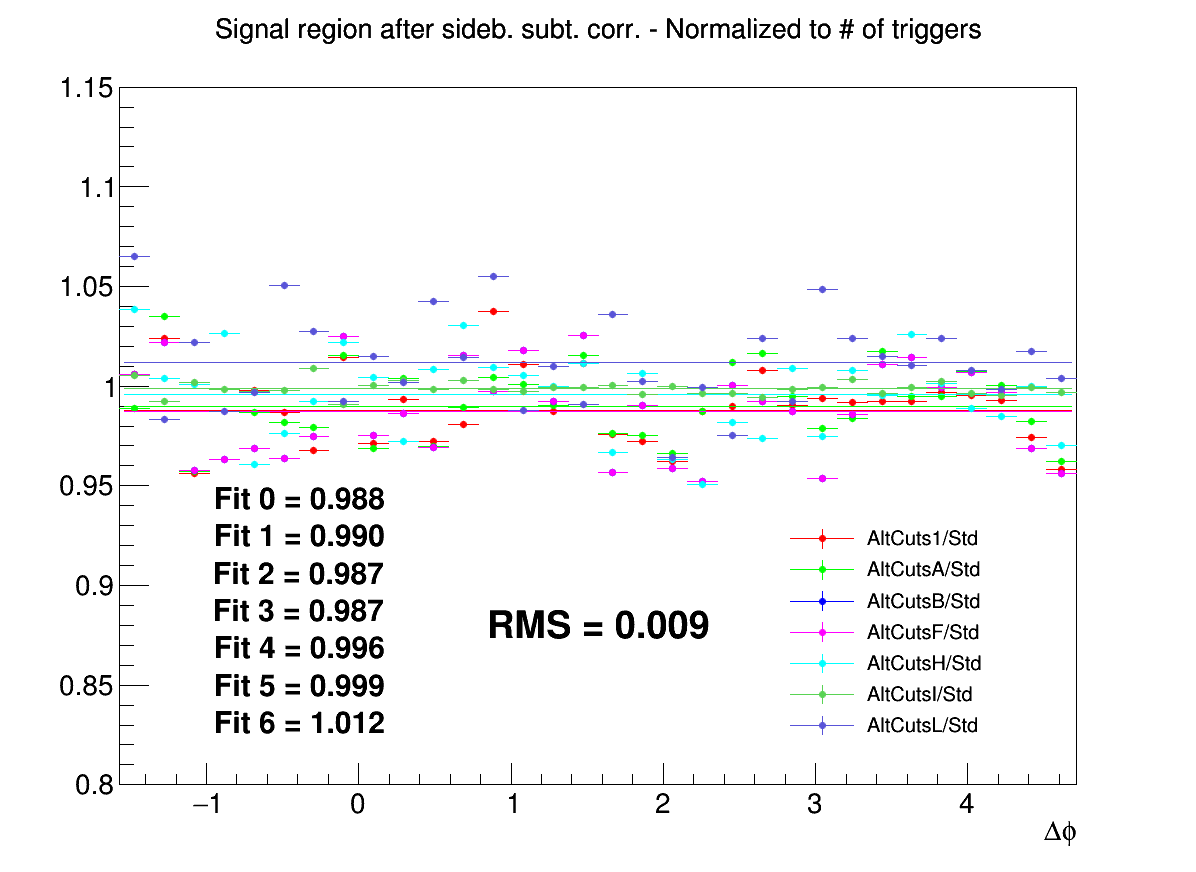 Signal region after sideb. subt. corr. - Normalized to # of triggers
1.15
1.1
1.05
1
0.95
0.9
0.85
0.8
Fit 0 = 0.988
Fit 1 = 0.990
Fit 2 = 0.987
Fit 3 = 0.987
Fit 4 = 0.996
Fit 5 = 0.999
Fit 6 = 1.012
RMS = 0.009
AltCuts1/Std
AltCutsA/Std
AltCutsB/Std
AltCutsF/Std
AltCutsH/Std
AltCutsI/Std
AltCutsL/Std
−1 0 1 2 3 4
Δϕ